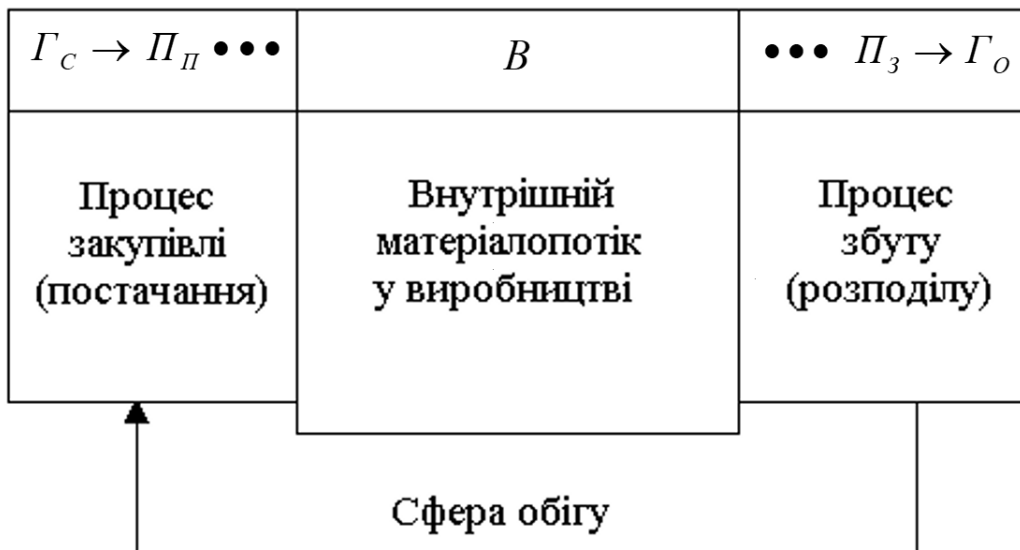 Г_С → П_П •••
В
••• П_З → Г_О
Процес
закупівлі
(постачання)
Внутрішній
матеріалопотік
у виробництві
Процес
збуту
(розподілу)
Сфера обігу